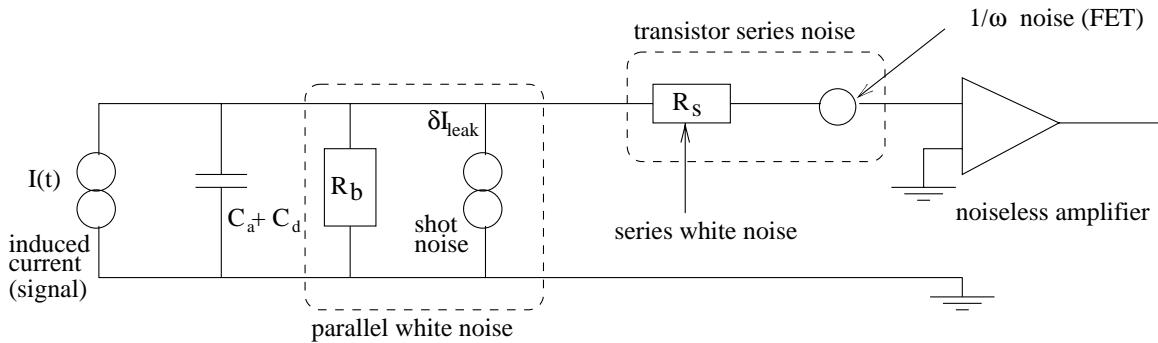 1/ω noise (FET)
transistor series noise
R_s
δI_leak
I(t)
R_b
C_a + C_d
shot
noise
series white noise
noiseless amplifier
induced
current
(signal)
parallel white noise